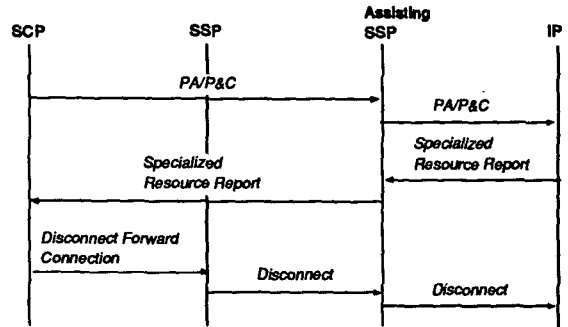 Assisting
SCP SSP SSP IP
PA/P&C
PA/P&C
Specialized
Resource Report
Specialized
Resource Report
Disconnect Forward
Connection
Disconnect
Disconnect